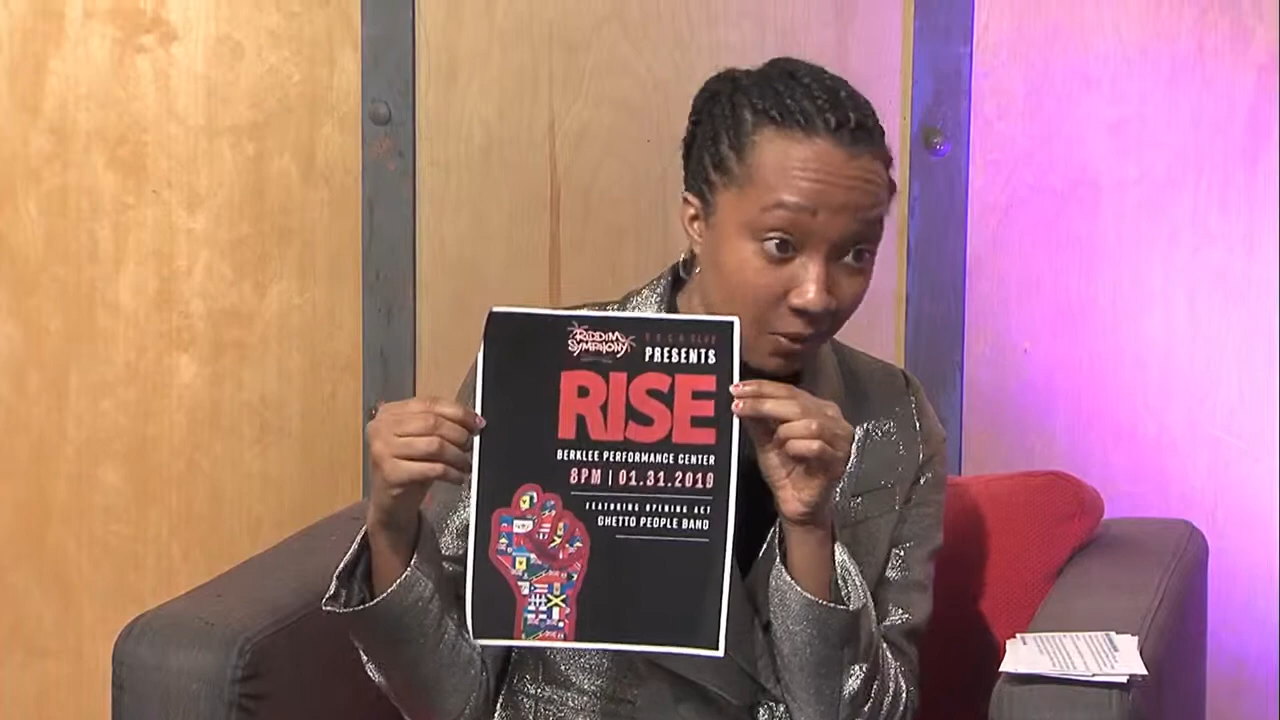 RIDDIM
SYMPHONY
PRESENTS
RISE
BERKLEE PERFORMANCE CENTER
8PM | 01.31.2019
FEATURING OPENING ACT
GHETTO PEOPLE BAND